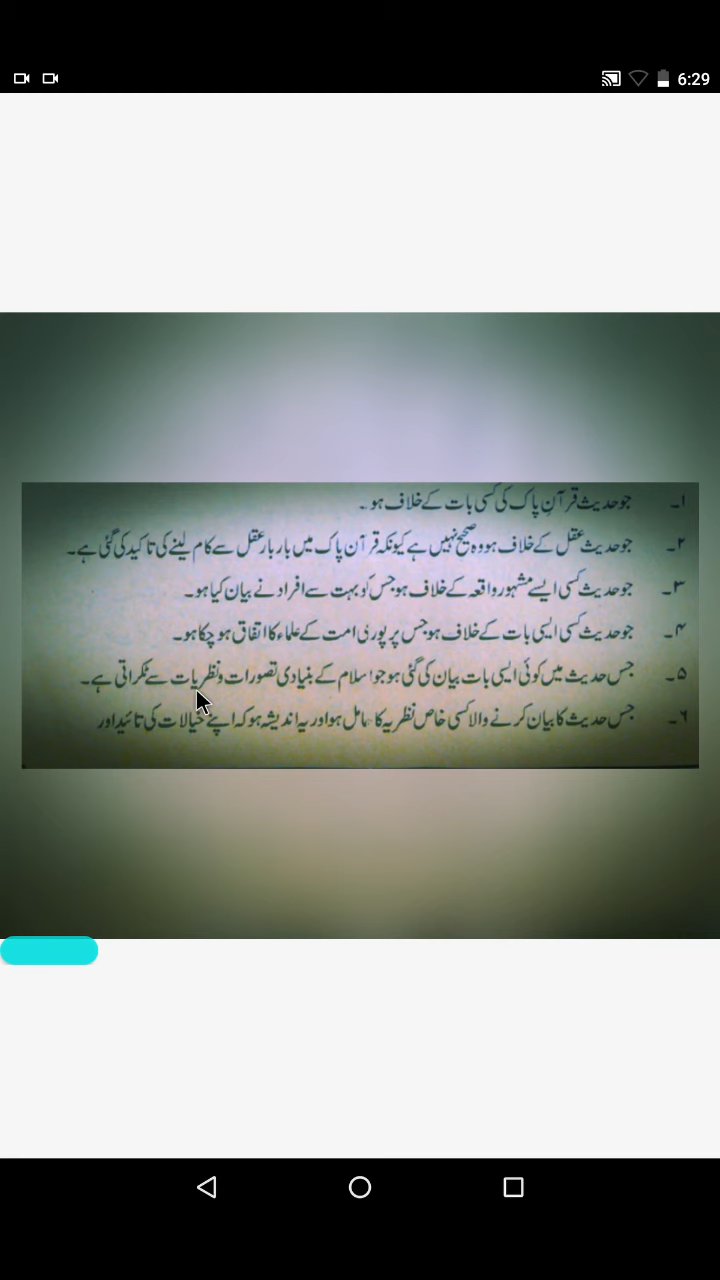 6:29
۱۔ جو حدیث قرآنِ پاک کی کسی بات کے خلاف ہو۔
۲۔ جو حدیث عقل کے خلاف ہو وہ صحیح نہیں ہے کیونکہ قرآن پاک میں بار بار عقل سے کام لینے کی تاکید کی گئی ہے۔
۳۔ جو حدیث کسی ایسے مشہور واقعہ کے خلاف ہو جس کو بہت سے افراد نے بیان کیا ہو۔
۴۔ جو حدیث کسی ایسی بات کے خلاف ہو جس پر پوری امت کے علماء کا اتفاق ہو چکا ہو۔
۵۔ جس حدیث میں کوئی ایسی بات بیان کی گئی ہو جو اسلام کے بنیادی تصورات ونظریات سے ٹکراتی ہے۔
۶۔ جس حدیث کا بیان کرنے والا کسی خاص نظریہ کا حامل ہو اور یہ اندیشہ ہو کہ اپنے خیالات کی تائید اور